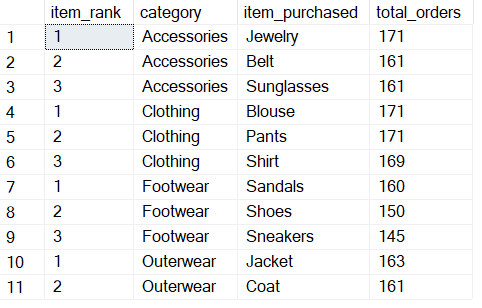 item_rank category item_purchased total_orders
1 1 Accessories Jewelry 171
2 2 Accessories Belt 161
3 3 Accessories Sunglasses 161
4 1 Clothing Blouse 171
5 2 Clothing Pants 171
6 3 Clothing Shirt 169
7 1 Footwear Sandals 160
8 2 Footwear Shoes 150
9 3 Footwear Sneakers 145
10 1 Outerwear Jacket 163
11 2 Outerwear Coat 161